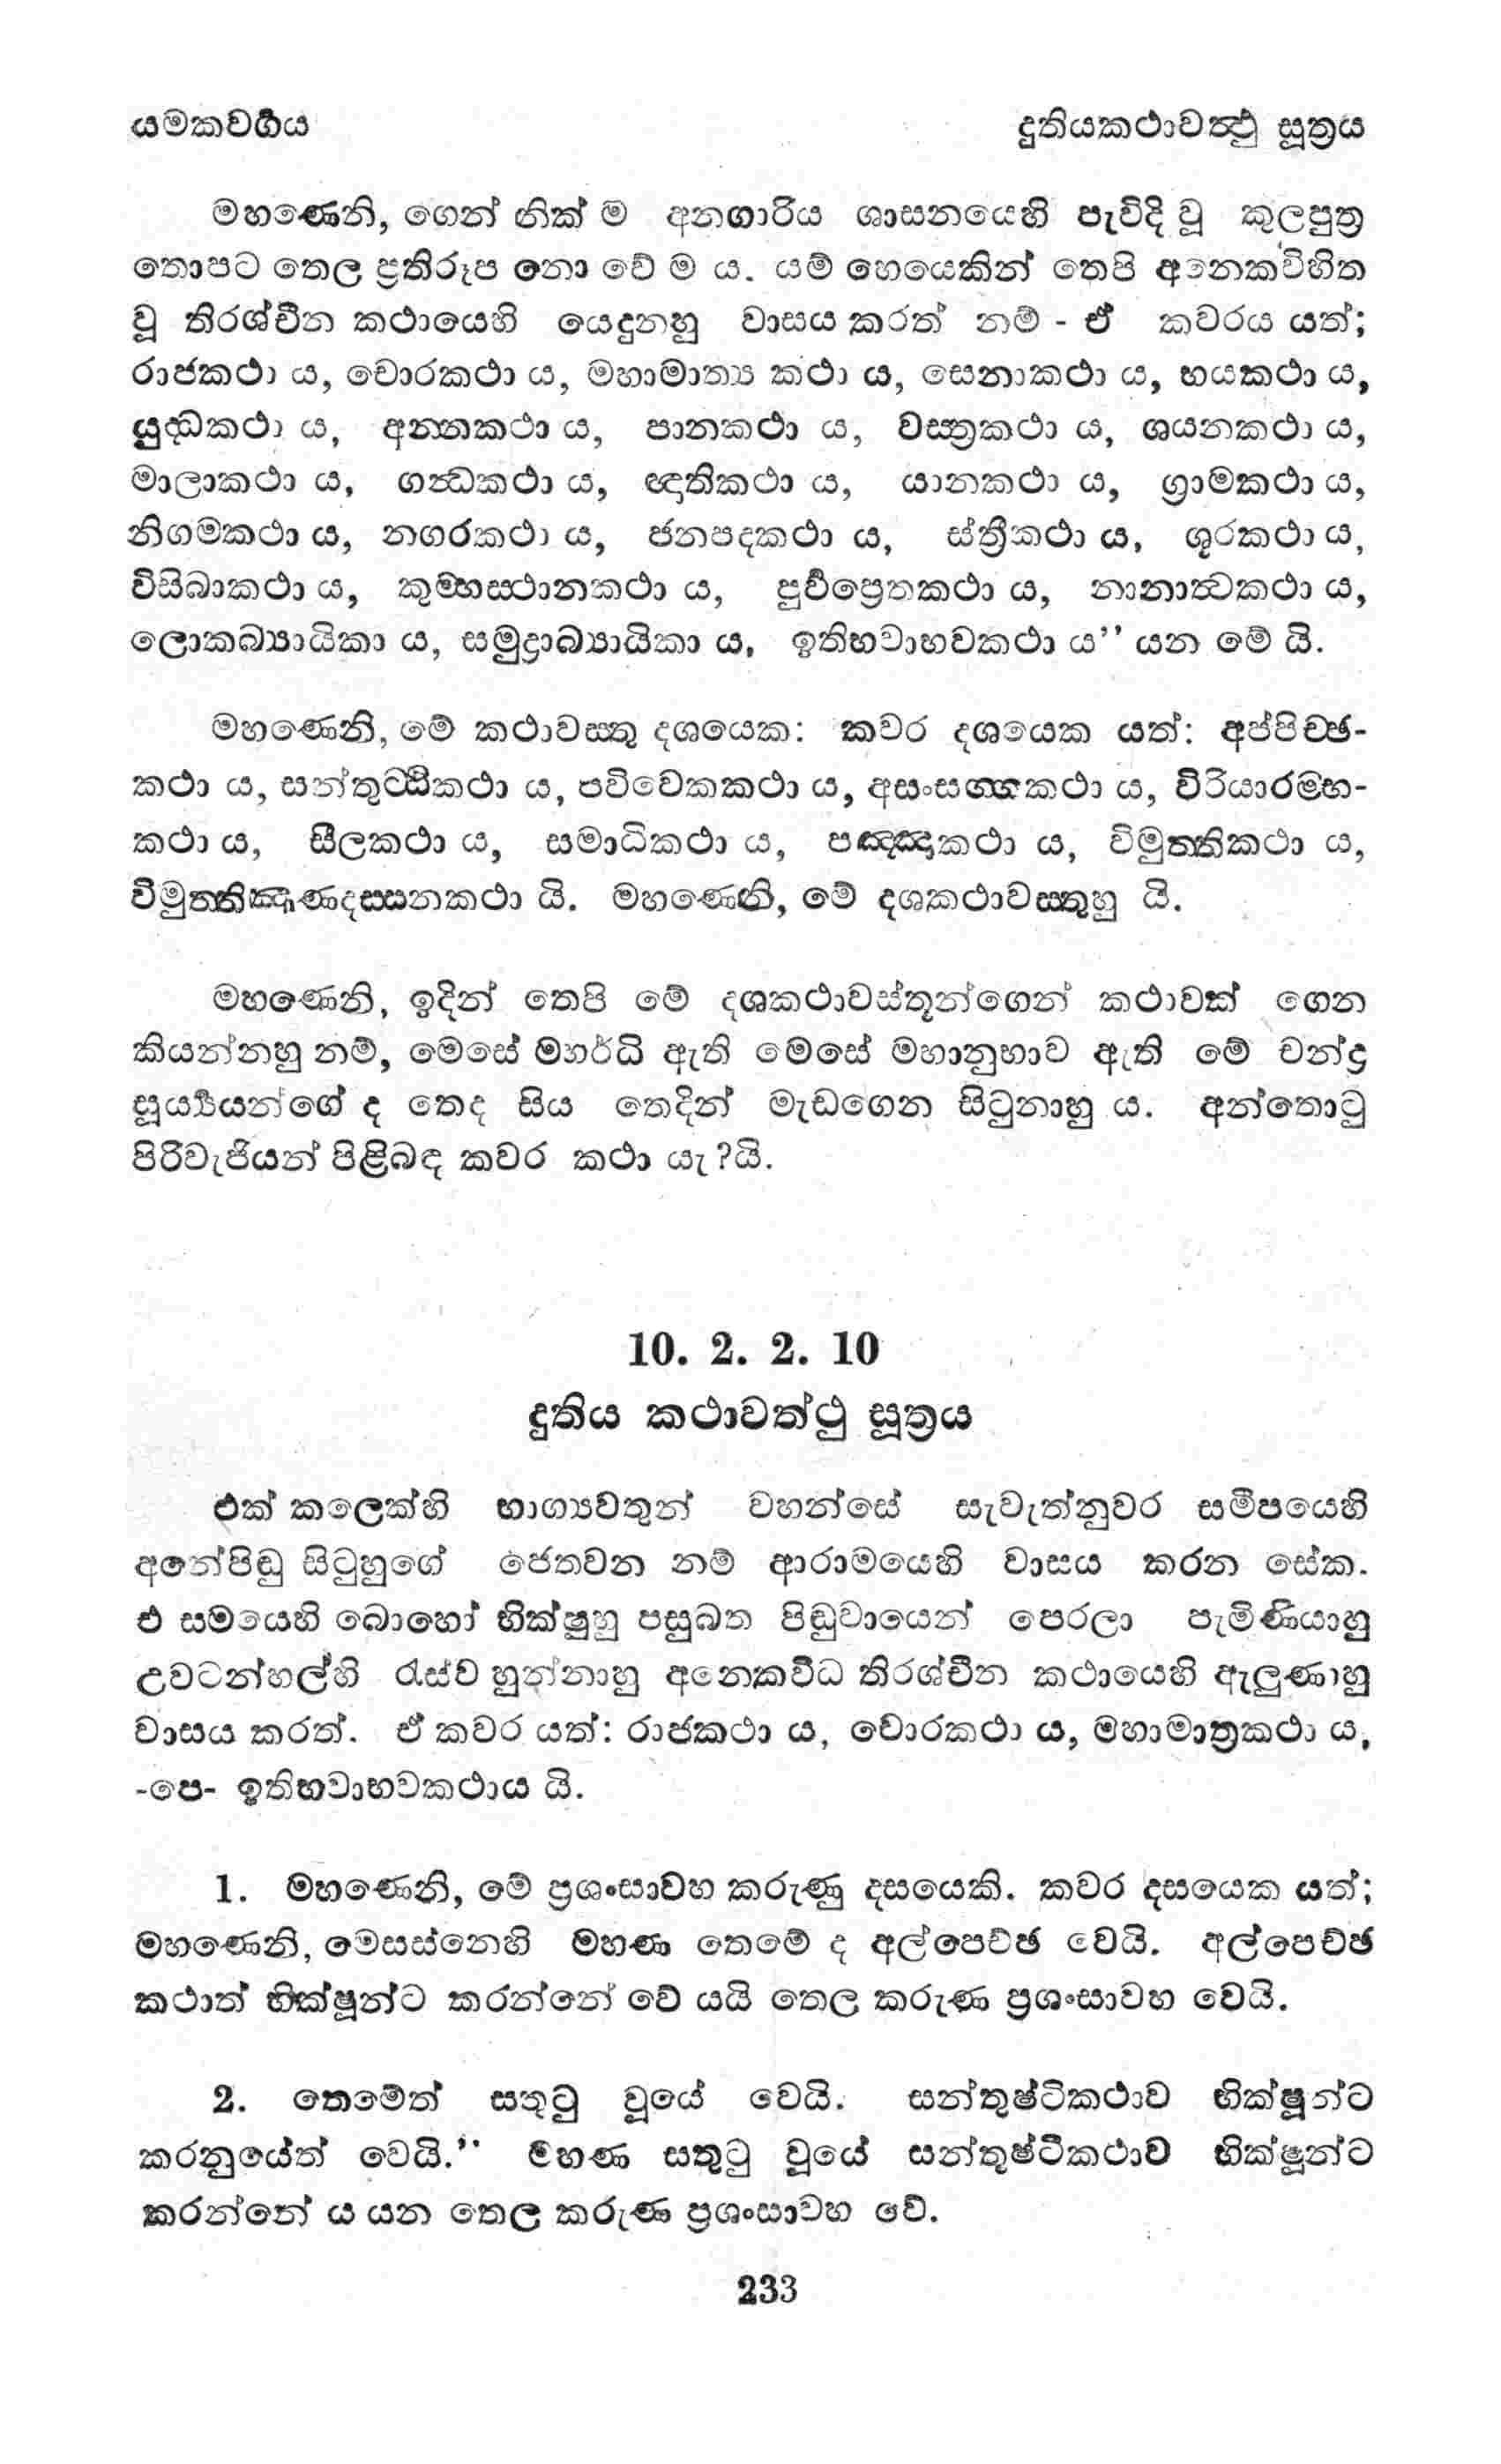 යමකවර්‍ගය දුතියකථාවත්‍ථු සූත්‍රය
මහණෙනි, ගෙන් නික් ම අනගාරිය ශාසනයෙහි පැවිදි වූ කුලපුත්‍ර
තොපට තෙල ප්‍රතිරූප නො වේ ම ය. යම් හෙයෙකින් තෙපි අනෙකවිහිත
වූ තිරශ්චීන කථායෙහි යෙදුනහු වාසය කරත් නම් - ඒ කවරය යත්;
රාජකථා ය, චොරකථා ය, මහාමාත්‍ය කථා ය, සෙනාකථා ය, භයකථා ය,
යුද්‍ධකථා ය, අන්‍නකථා ය, පානකථා ය, වස්ත්‍රකථා ය, ශයනකථා ය,
මාලාකථා ය, ගන්‍ධකථා ය, ඥාතිකථා ය, යානකථා ය, ග්‍රාමකථා ය,
නිගමකථා ය, නගරකථා ය, ජනපදකථා ය, ස්ත්‍රීකථා ය, ශූරකථා ය,
විසිඛාකථා ය, කුම්‍භස්‍ථානකථා ය, පූර්‍වප්‍රෙතකථා ය, නානාත්‍වකථා ය,
ලොකඛ්‍යායිකා ය, සමුද්‍රාඛ්‍යායිකා ය, ඉතිභවාභවකථා ය'' යන මේ යි.
මහණෙනි, මේ කථාවස්‍තු දශයෙක: කවර දශයෙක යත්: අප්පිච්ඡ-
කථා ය, සන්තුට්‍ඨිකථා ය, පවිවෙකකථා ය, අසංසග්‍ගකථා ය, විරියාරම්‍භ-
කථා ය, සීලකථා ය, සමාධිකථා ය, පඤ්‍ඤාකථා ය, විමුත්‍තිකථා ය,
විමුත්‍තිඤාණදස්‍සනකථා යි. මහණෙනි, මේ දශකථාවස්‍තුහු යි.
මහණෙනි, ඉදින් තෙපි මේ දශකථාවස්තූන්ගෙන් කථාවක් ගෙන
කියන්නහු නම්, මෙසේ මහර්ධි ඇති මෙසේ මහානුභාව ඇති මේ චන්ද්‍ර
සූර්‍ය්‍යයන්ගේ ද තෙද සිය තෙදින් මැඩගෙන සිටුනාහු ය. අන්තොටු
පිරිවැජියන් පිළිබඳ කවර කථා යැ?යි.
10. 2. 2. 10
දුතිය කථාවත්ථු සූත්‍රය
එක් කලෙක්හි භාග්‍යවතුන් වහන්සේ සැවැත්නුවර සමීපයෙහි
අනේපිඬු සිටුහුගේ ජෙතවන නම් ආරාමයෙහි වාසය කරන සේක.
එ සමයෙහි බොහෝ භික්ෂුහු පසුබත පිඬුවායෙන් පෙරලා පැමිණියාහු
උවටන්හල්හි රැස්ව හුන්නාහු අනෙකවිධ තිරශ්චීන කථායෙහි ඇලුණාහු
වාසය කරත්. ඒ කවර යත්: රාජකථා ය, චොරකථා ය, මහාමාත්‍රකථා ය,
-පෙ- ඉතිභවාභවකථාය යි.
1. මහණෙනි, මේ ප්‍රශංසාවහ කරුණු දසයෙකි. කවර දසයෙක යත්;
මහණෙනි, මෙසස්නෙහි මහණ තෙමේ ද අල්පෙච්ඡ වෙයි. අල්පෙච්ඡ
කථාත් භික්ෂූන්ට කරන්නේ වේ යයි තෙල කරුණ ප්‍රශංසාවහ වෙයි.
2. තෙමේත් සතුටු වූයේ වෙයි. සන්තුෂ්ටිකථාව භික්ෂූන්ට
කරනුයේත් වෙයි.'' මහණ සතුටු වූයේ සන්තුෂ්ටිකථාව භික්ෂූන්ට
කරන්නේ ය යන තෙල කරුණ ප්‍රශංසාවහ වේ.
233